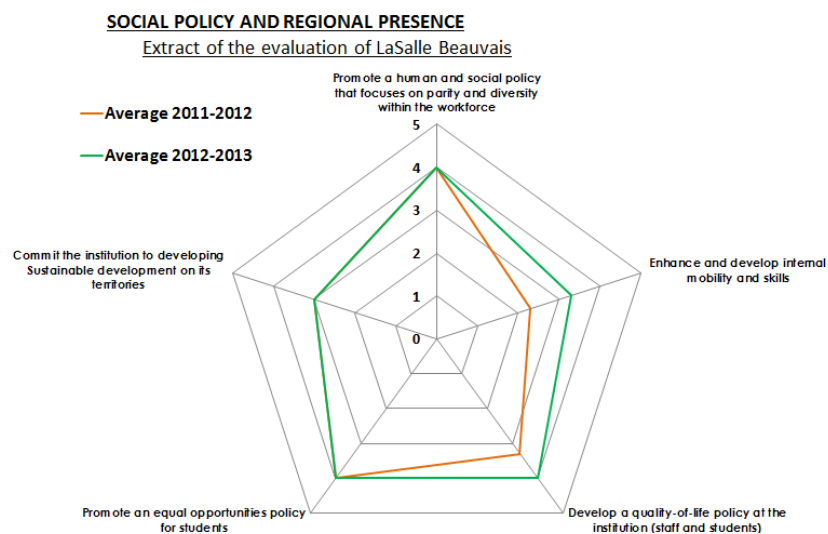 SOCIAL POLICY AND REGIONAL PRESENCE
Extract of the evaluation of LaSalle Beauvais
Promote a human and social policy
that focuses on parity and diversity
within the workforce
Average 2011-2012
Average 2012-2013
5
4
3
2
1
0
Commit the institution to developing
Sustainable development on its
territories
Enhance and develop internal
mobility and skills
Promote an equal opportunities policy
for students
Develop a quality-of-life policy at the
institution (staff and students)